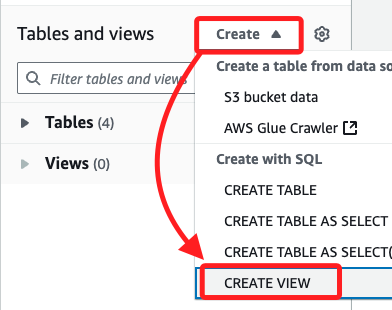 Tables and views
Create
Create a table from data so
Filter tables and views
S3 bucket data
AWS Glue Crawler
Tables (4)
Views (0)
Create with SQL
CREATE TABLE
CREATE TABLE AS SELECT
CREATE TABLE AS SELECT(
CREATE VIEW